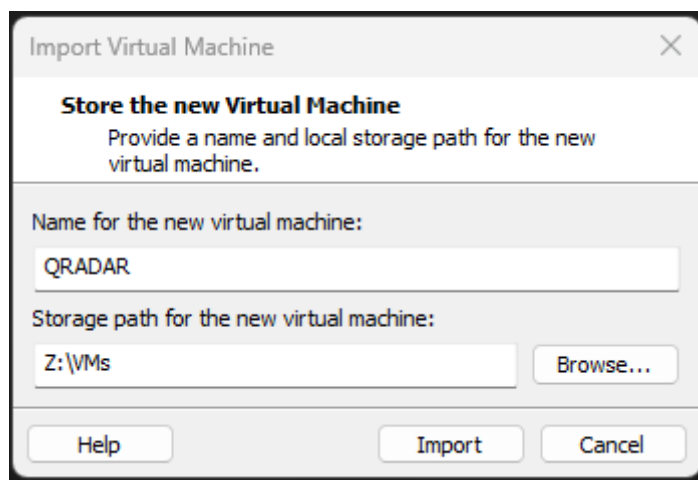 Import Virtual Machine
Store the new Virtual Machine
Provide a name and local storage path for the new
virtual machine.
Name for the new virtual machine:
QRADAR
Storage path for the new virtual machine:
Z:\VMs
Browse...
Help
Import
Cancel